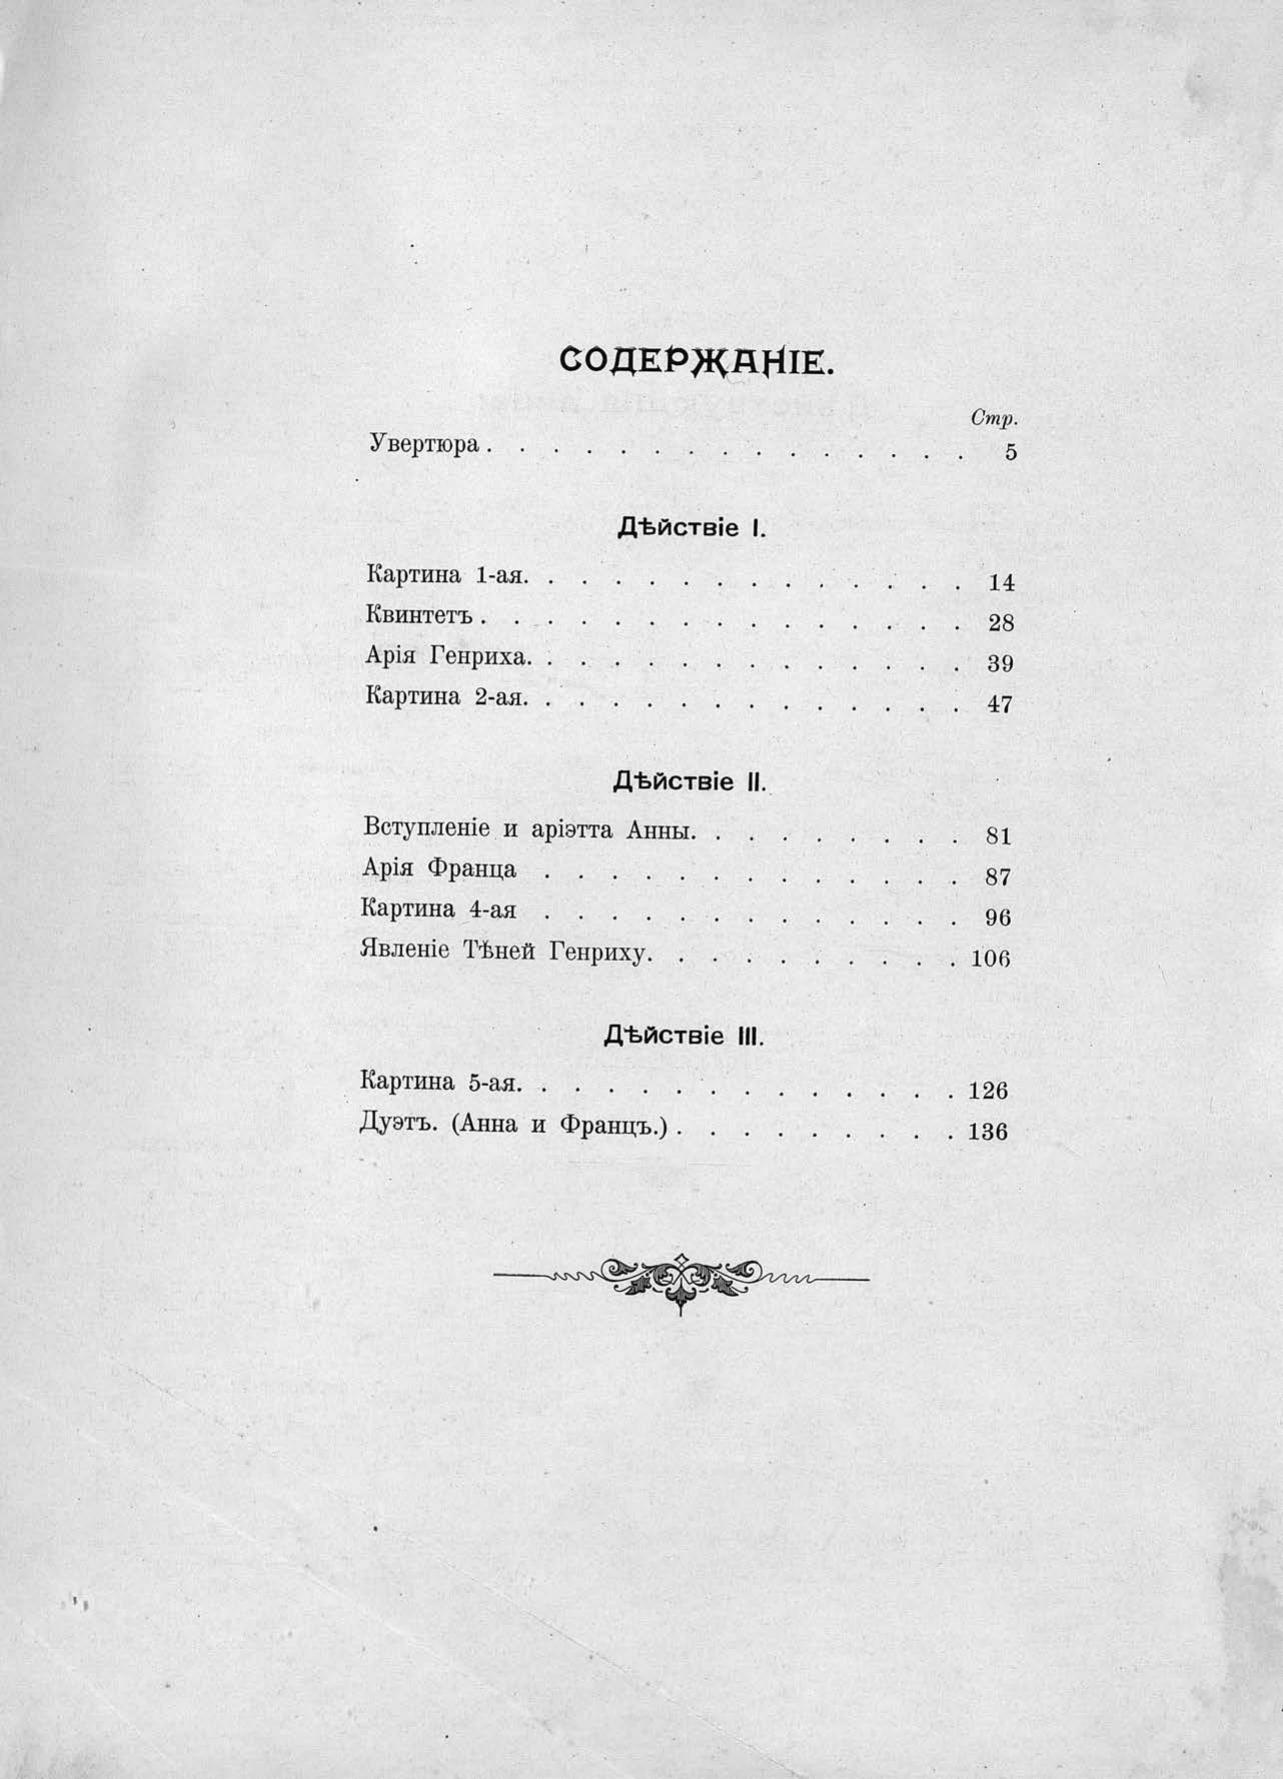 СОДЕРЖАНІЕ.
Стр.
Увертюра . . . . . . . . . . . . . . . 5
Дѣйствіе I.
Картина 1-ая. . . . . . . . . . . . . . 14
Квинтетъ . . . . . . . . . . . . . . . 28
Арія Генриха. . . . . . . . . . . . . . 39
Картина 2-ая. . . . . . . . . . . . . . 47
Дѣйствіе II.
Вступленіе и аріэтта Анны. . . . . . . . . 81
Арія Франца . . . . . . . . . . . . . 87
Картина 4-ая . . . . . . . . . . . . . 96
Явленіе Тѣней Генриху. . . . . . . . . . 106
Дѣйствіе III.
Картина 5-ая. . . . . . . . . . . . . . 126
Дуэтъ. (Анна и Францъ.) . . . . . . . . . 136